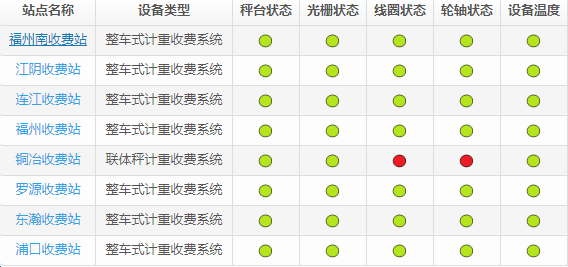 站点名称 设备类型 秤台状态 光栅状态 线圈状态 轮轴状态 设备温度
福州南收费站 整车式计重收费系统
江阴收费站 整车式计重收费系统
连江收费站 整车式计重收费系统
福州收费站 整车式计重收费系统
铜冶收费站 联体秤计重收费系统
罗源收费站 整车式计重收费系统
东瀚收费站 整车式计重收费系统
浦口收费站 整车式计重收费系统